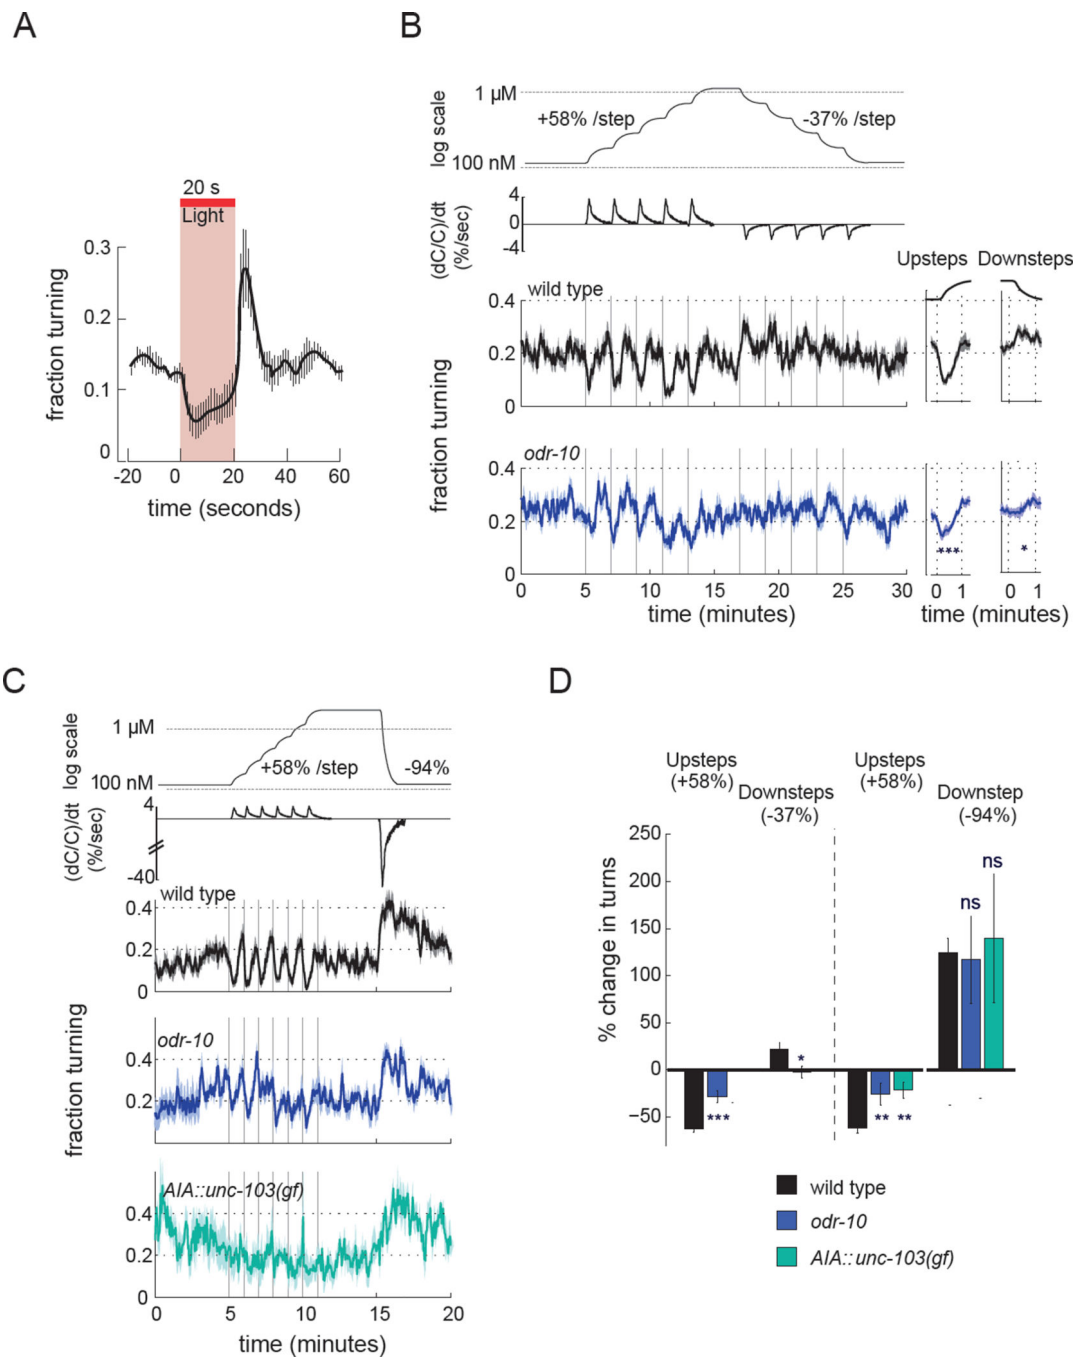 A
20 s
Light
0.3
0.2
0.1
0
fraction turning
-20
0
20
40
60
time (seconds)
B
log scale
1 µM
100 nM
+58% /step
-37% /step
(dC/C)/dt
(%/sec)
4
0
-4
Upsteps
Downsteps
wild type
0.4
0.2
0
fraction turning
odr-10
0.4
0.2
0
***
*
0
5
10
15
20
25
30
0
1
0
1
time (minutes)
time (minutes)
C
log scale
1 µM
100 nM
+58% /step
-94%
(dC/C)/dt
(%/sec)
4
-40
wild type
0.4
0.2
0
odr-10
0.4
0.2
fraction turning
AIA::unc-103(gf)
0.4
0.2
0
0
5
10
15
20
time (minutes)
D
Upsteps
(+58%)
Downsteps
(-37%)
Upsteps
(+58%)
Downstep
(-94%)
% change in turns
250
200
150
100
50
0
−50
***
*
**
**
ns
ns
wild type
odr-10
AIA::unc-103(gf)